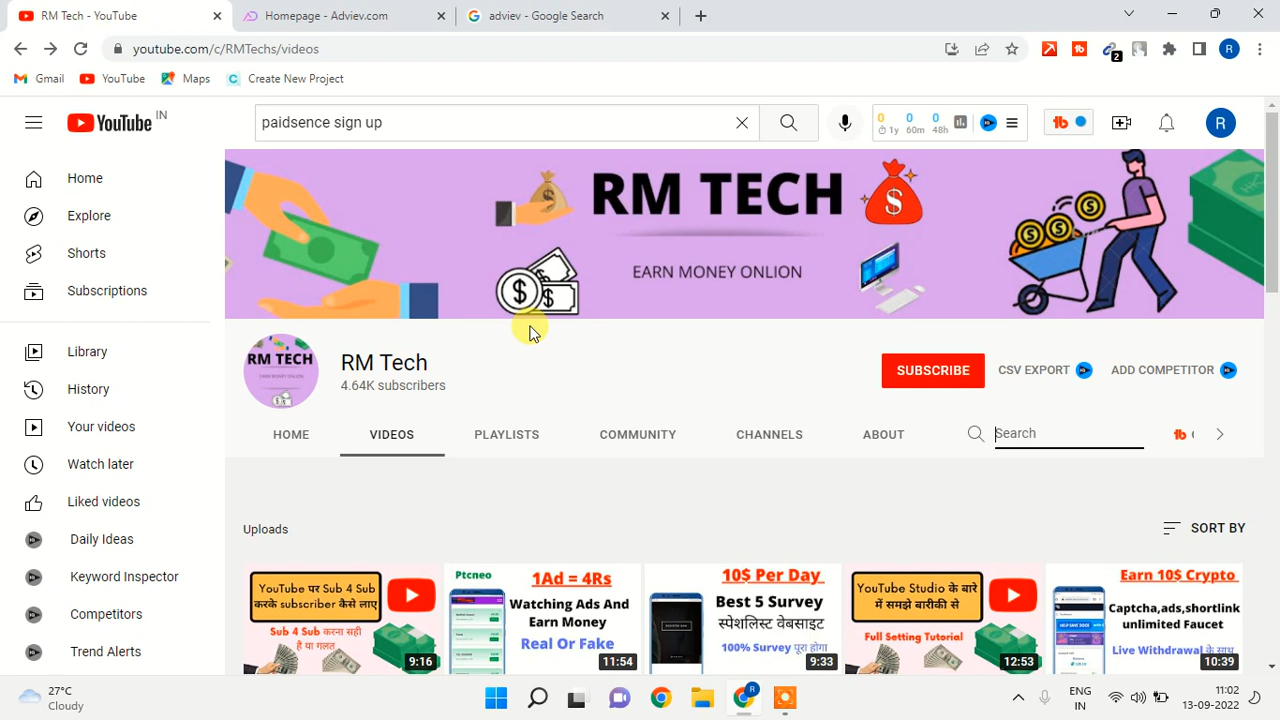 RM Tech - YouTube
Homepage - Adviev.com
adviev - Google Search
youtube.com/c/RMTechs/videos
2
R
Gmail
YouTube
Maps
Create New Project
YouTube IN
paidsence sign up
0 0 0
1y 60m 48h
R
Home
Explore
Shorts
Subscriptions
Library
History
Your videos
Watch later
Liked videos
Daily Ideas
Keyword Inspector
Competitors
Trend Alerts
RM TECH
EARN MONEY ONLION
RM TECH
EARN MONEY ONLION
RM Tech
4.64K subscribers
SUBSCRIBE
CSV EXPORT
ADD COMPETITOR
HOME
VIDEOS
PLAYLISTS
COMMUNITY
CHANNELS
ABOUT
Search
Uploads
SORT BY
YouTube पर Sub 4 Sub
करके subscriber कैसे लाए
Sub 4 Sub करना सही
है या गलत
9:16
Ptcneo
1Ad = 4Rs
Watching Ads And
Earn Money
Real Or Fake
11:54
10$ Per Day
Best 5 Survey
स्पेशलिस्ट वेबसाइट
100% Survey पूरा होगा
9:33
YouTube Studio के बारे
में समझे बारीकी से
Full Setting Tutorial
12:53
Earn 10$ Crypto
Captcha,ads,shortlink
unlimited Faucet
Live Withdrawal के साथ
10:39
27°C
Cloudy
R
ENG
IN
11:02
13-09-2022